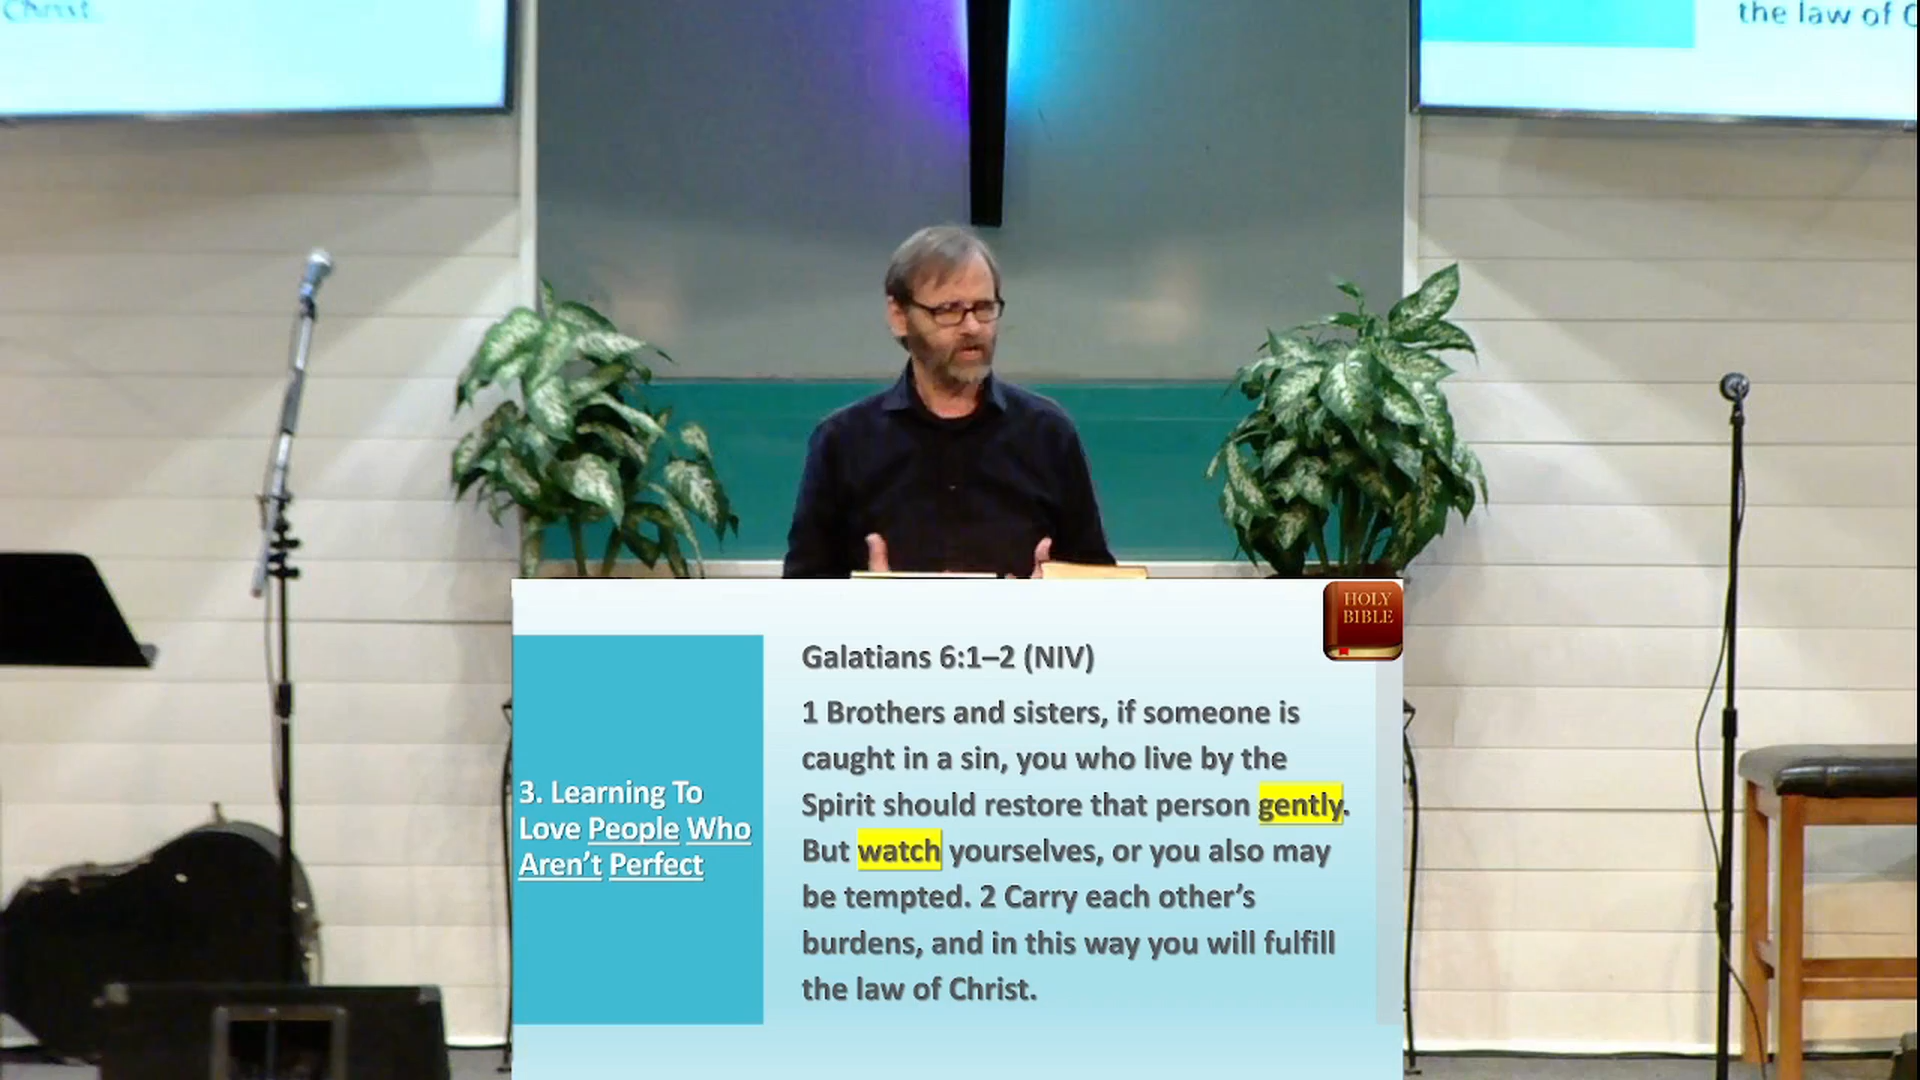 Christ.
the law of
HOLY
BIBLE
Galatians 6:1–2 (NIV)
1 Brothers and sisters, if someone is
caught in a sin, you who live by the
Spirit should restore that person gently.
But watch yourselves, or you also may
be tempted. 2 Carry each other’s
burdens, and in this way you will fulfill
the law of Christ.
3. Learning To
Love People Who
Aren’t Perfect